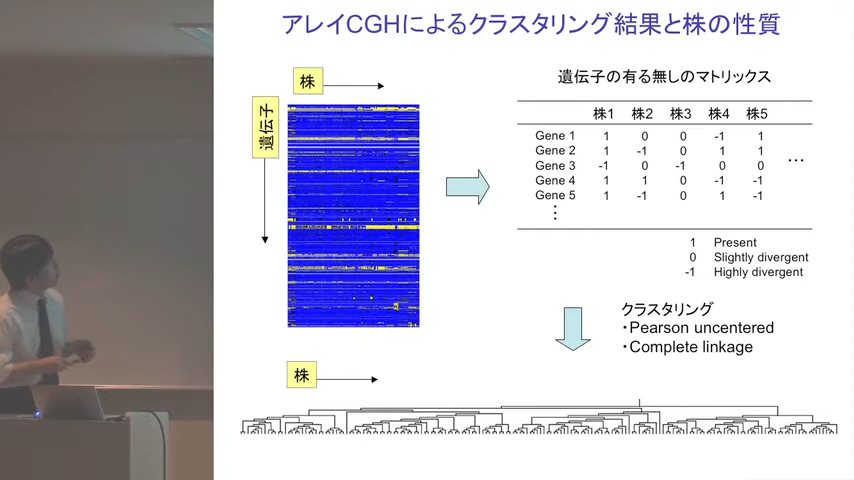 アレイCGHによるクラスタリング結果と株の性質
株
遺伝子
遺伝子の有る無しのマトリックス
株1 株2 株3 株4 株5
Gene 1 1 0 0 -1 1
Gene 2 1 -1 0 1 1
Gene 3 -1 0 -1 0 0
Gene 4 1 1 0 -1 -1
Gene 5 1 -1 0 1 -1
…
⋮
1 Present
0 Slightly divergent
-1 Highly divergent
クラスタリング
・Pearson uncentered
・Complete linkage
株